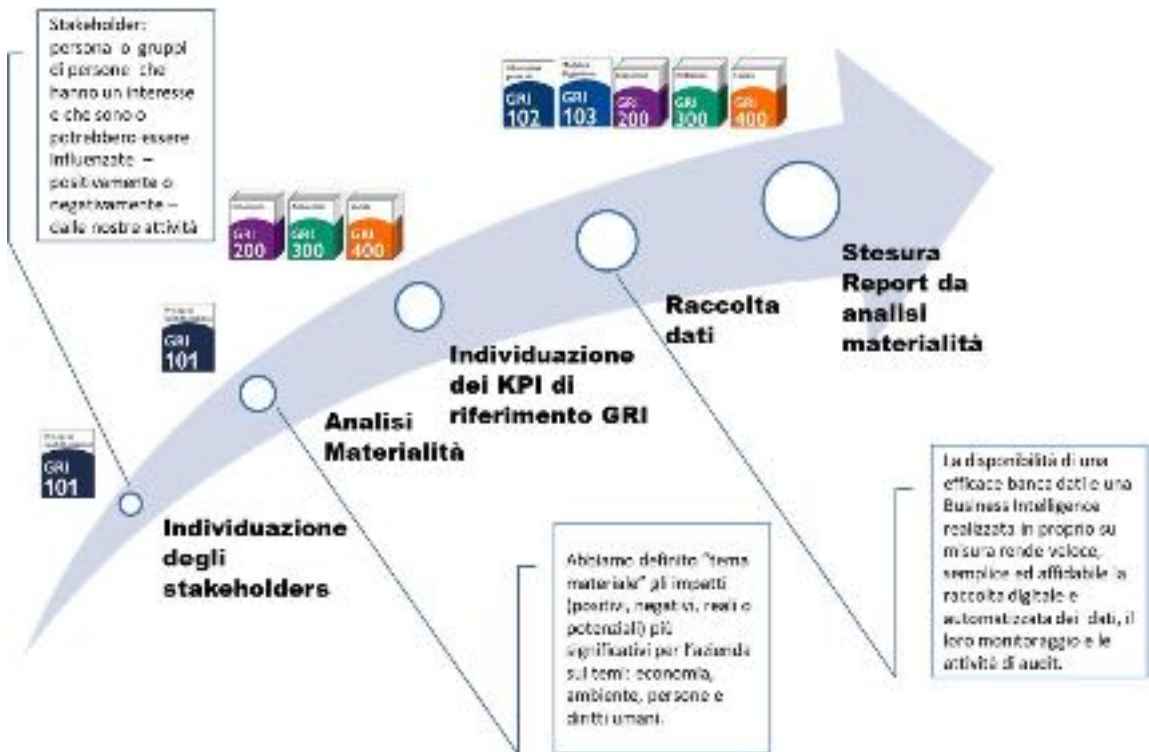 Stakeholder:
persona o gruppi
di persone che
hanno un interesse
e che sono o
potrebbero essere
influenzate –
positivamente o
negativamente –
dalle nostre attività
GRI
102
GRI
103
GRI
200
GRI
300
GRI
400
GRI
200
GRI
300
GRI
400
GRI
101
GRI
101
Individuazione
degli
stakeholders
Analisi
Materialità
Individuazione
dei KPI di
riferimento GRI
Raccolta
dati
Stesura
Report da
analisi
materialità
Abbiamo definito "tema
materiale" gli impatti
(positivi, negativi, reali o
potenziali) più
significativi per l'azienda
sui temi: economia,
ambiente, persone e
diritti umani.
La disponibilità di una
efficace banca dati e una
Business Intelligence
realizzata in proprio su
misura rende veloce,
semplice ed affidabile la
raccolta digitale e
automatizzata dei dati, il
loro monitoraggio e le
attività di audit.